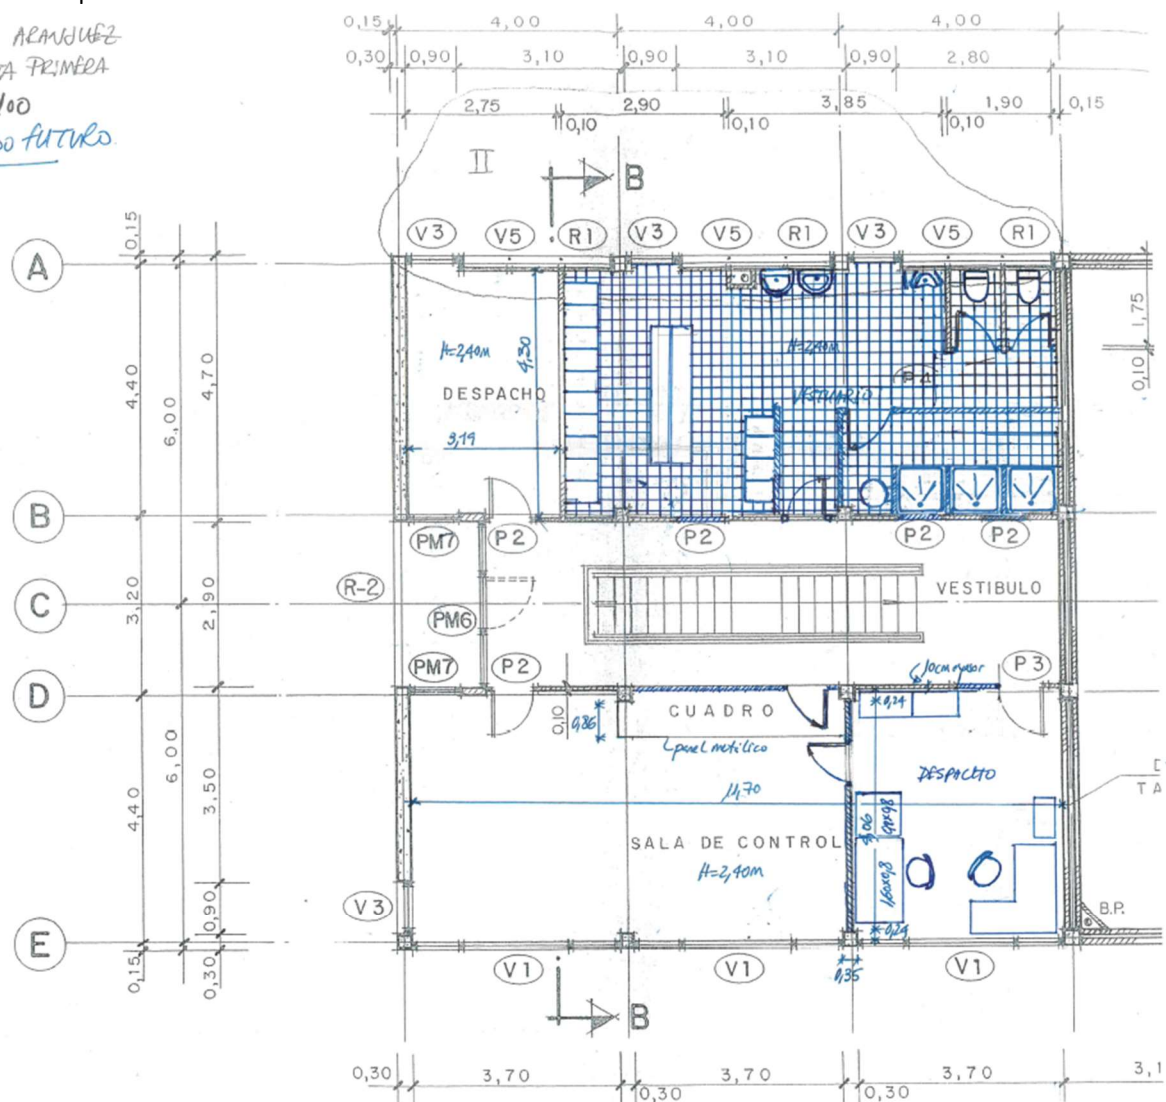 ARANJUEZ
PRIMERA
FUTURO
0,15 4,00 4,00 4,00
0,30 0,90 3,10 0,90 3,10 0,90 2,80
2,75 2,90 3,85 1,90 0,15
0,10 0,10 0,10
II
B
V3 V5 R1 V3 V5 R1 V3 V5 R1
A
0,15
4,40
6,00
4,70
1,75
0,10
H=2,40m
4,30
DESPACHO
3,19
H=2,40m
VESTUARIO
P4
B
PM7 P2 P2 P2 P2
R-2
C
3,20
2,90
PM6
VESTIBULO
PM7 P2 P3
D
10cm
0,10
0,86
CUADRO
0,24
panel metálico
DESPACHO
11,70
6,00
4,40
3,50
SALA DE CONTROL
H=2,40m
4,06
1,60x0,8
TA
V3
0,90
B.P.
E
0,15
0,30
0,24
V1 V1 V1
0,35
B
0,30 3,70 3,70 3,70 3,1
0,30 0,30